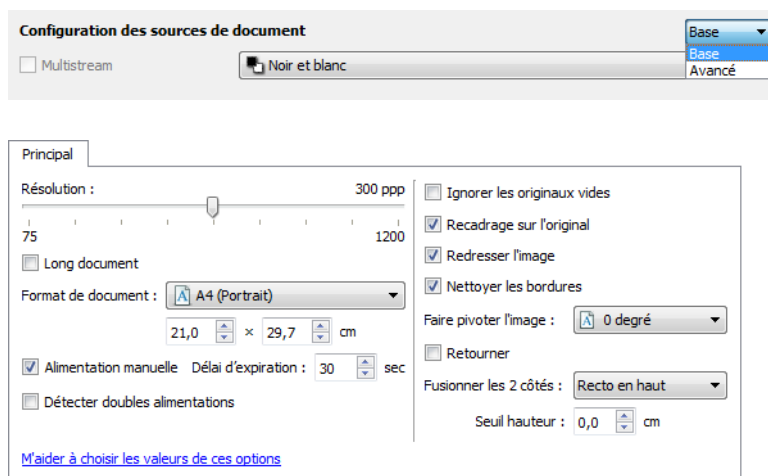 Configuration des sources de document
Base
Multistream
Noir et blanc
Base
Avancé
Principal
Résolution :
300 ppp
75
1200
Long document
Format de document :
A4 (Portrait)
21,0 × 29,7 cm
Alimentation manuelle Délai d'expiration : 30 sec
Détecter doubles alimentations
M'aider à choisir les valeurs de ces options
Ignorer les originaux vides
Recadrage sur l'original
Redresser l'image
Nettoyer les bordures
Faire pivoter l'image : 0 degré
Retourner
Fusionner les 2 côtés : Recto en haut
Seuil hauteur : 0,0 cm